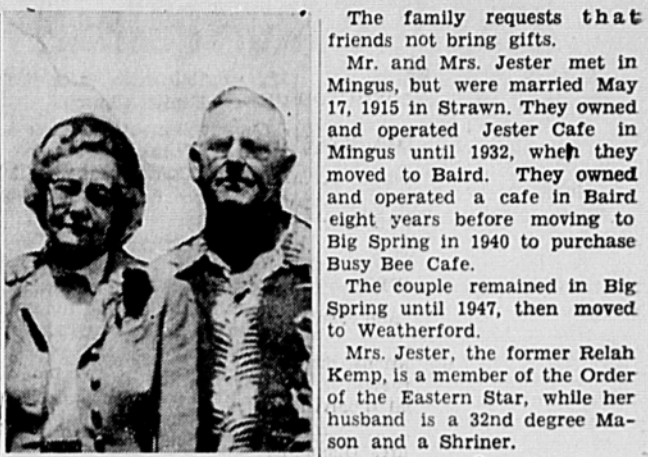 The family requests that
friends not bring gifts.
Mr. and Mrs. Jester met in
Mingus, but were married May
17, 1915 in Strawn. They owned
and operated Jester Cafe in
Mingus until 1932, when they
moved to Baird. They owned
and operated a cafe in Baird
eight years before moving to
Big Spring in 1940 to purchase
Busy Bee Cafe.
The couple remained in Big
Spring until 1947, then moved
to Weatherford.
Mrs. Jester, the former Relah
Kemp, is a member of the Order
of the Eastern Star, while her
husband is a 32nd degree Ma-
son and a Shriner.